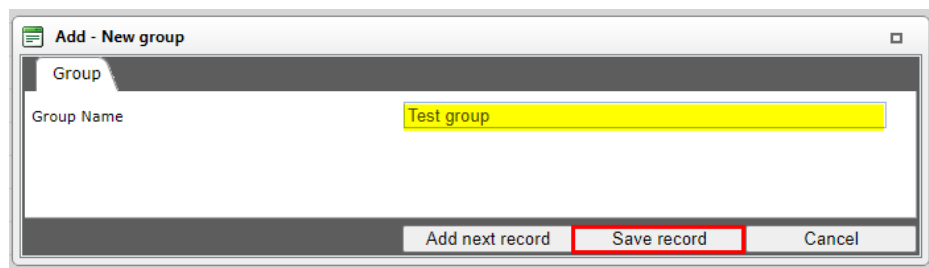 Add - New group
Group
Group Name Test group
Add next record Save record Cancel